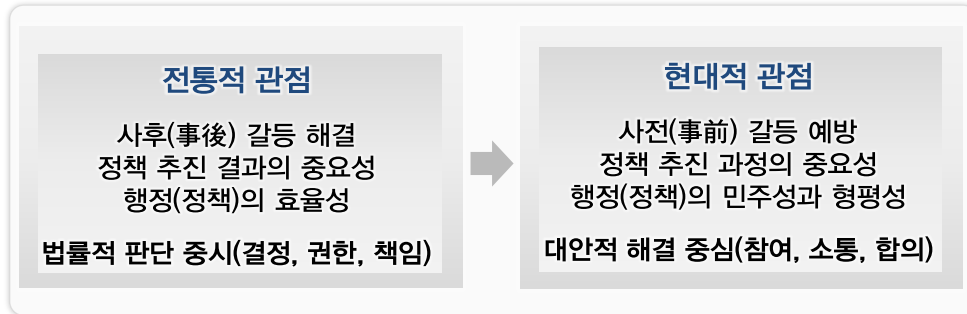 전통적 관점
사후(事後) 갈등 해결
정책 추진 결과의 중요성
행정(정책)의 효율성
법률적 판단 중시(결정, 권한, 책임)
현대적 관점
사전(事前) 갈등 예방
정책 추진 과정의 중요성
행정(정책)의 민주성과 형평성
대안적 해결 중심(참여, 소통, 합의)